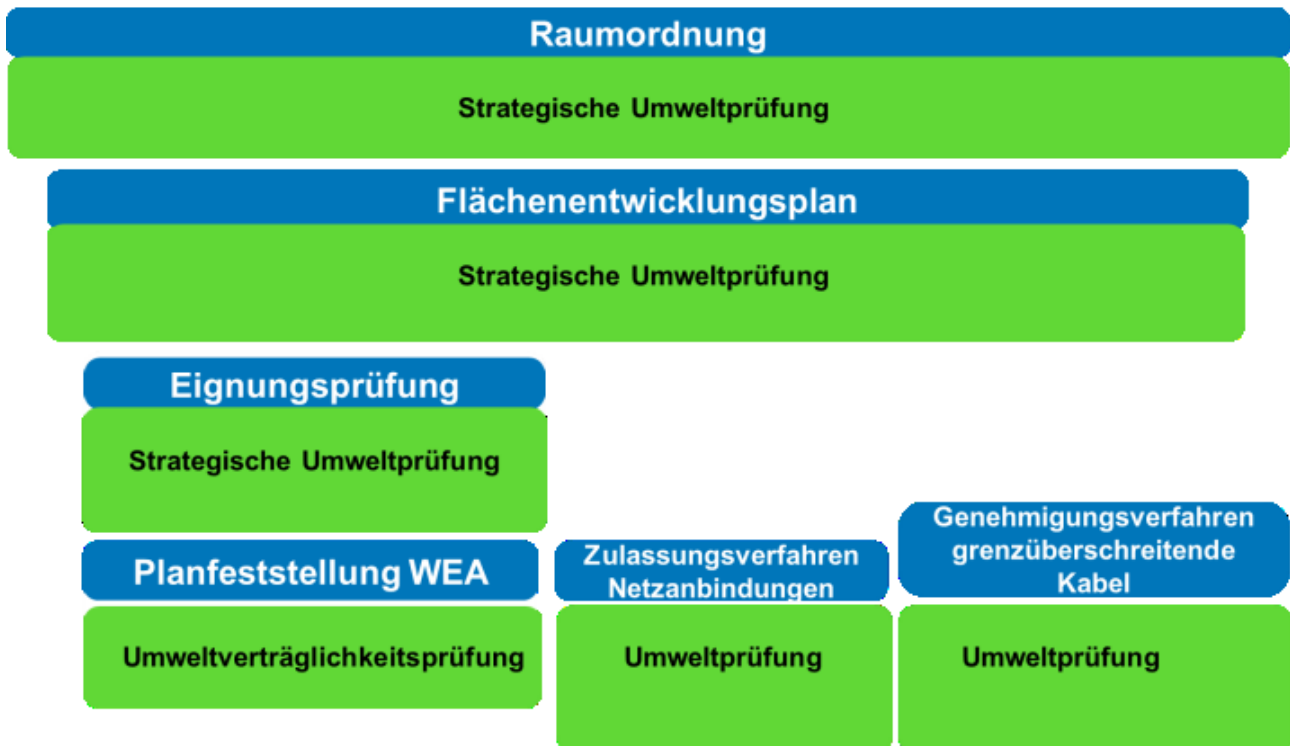 Raumordnung
Strategische Umweltprüfung
Flächenentwicklungsplan
Strategische Umweltprüfung
Eignungsprüfung
Strategische Umweltprüfung
Planfeststellung WEA
Umweltverträglichkeitsprüfung
Zulassungsverfahren
Netzanbindungen
Umweltprüfung
Genehmigungsverfahren
grenzüberschreitende
Kabel
Umweltprüfung